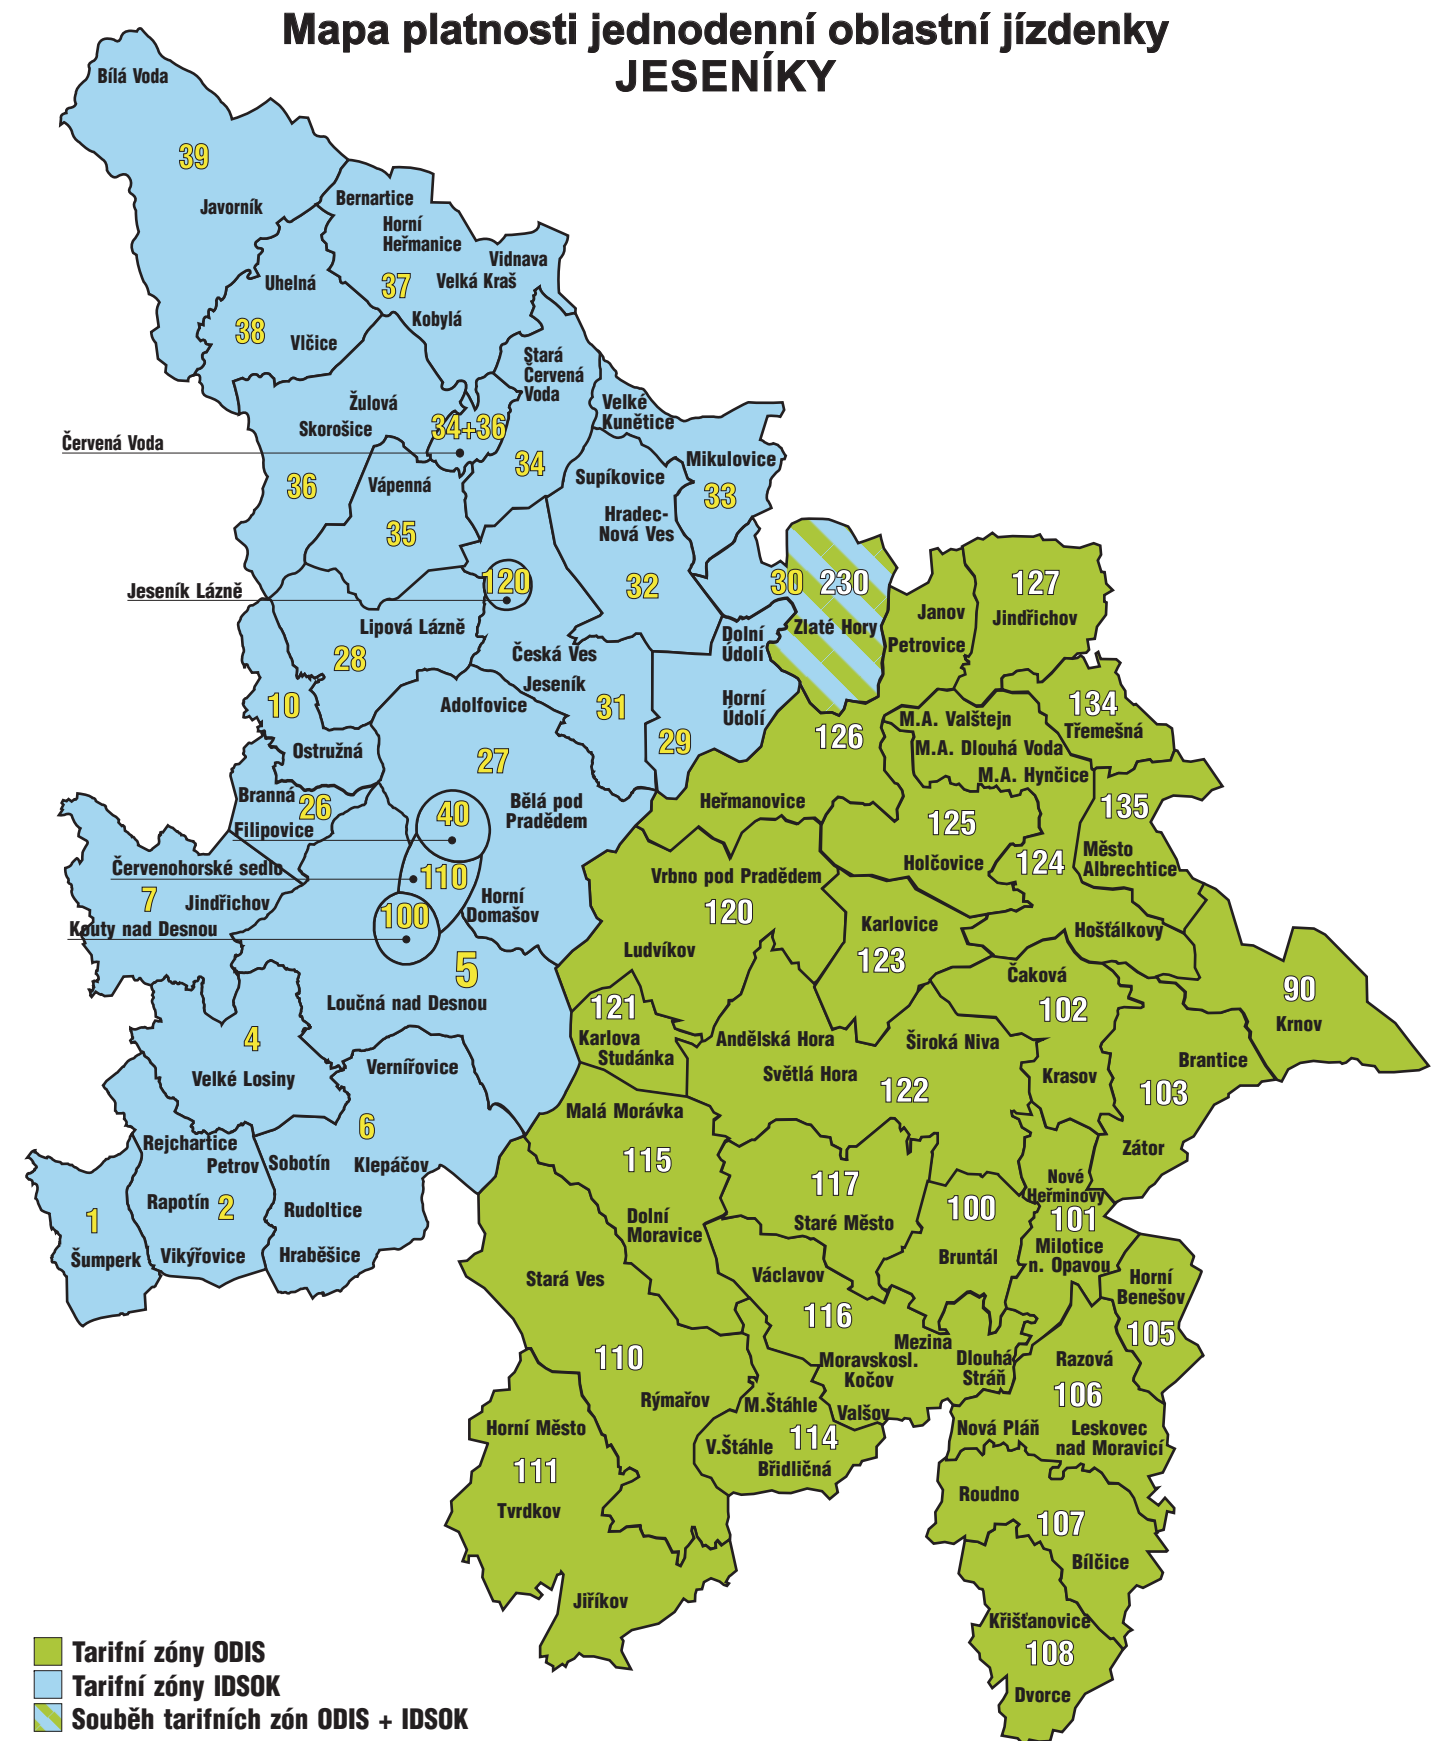 Mapa platnosti jednodenní oblastní jízdenky
JESENÍKY
Bílá Voda
39
Javorník
Bernartice
Horní
Heřmanice
Vidnava
37
Velká Kraš
Uhelná
Kobylá
38
Vlčice
Stará
Červená
Voda
Žulová
Skorošice
34+36
Velké
Kunětice
Červená Voda
34
Mikulovice
36
Vápenná
Supíkovice
33
35
Hradec-
Nová Ves
Jeseník Lázně
120
32
30
230
Zlaté Hory
Janov
Petrovice
127
Jindřichov
Lipová Lázně
28
Česká Ves
Dolní
Údolí
Jeseník
31
10
Adolfovice
Horní
Údolí
29
126
M.A. Valštejn
M.A. Dlouhá Voda
M.A. Hynčice
134
Třemešná
Ostružná
27
Branná
26
Filipovice
40
Bělá pod
Pradědem
Heřmanovice
125
Holčovice
124
135
Město
Albrechtice
Červenohorské sedlo
110
7
Jindřichov
Kouty nad Desnou
100
Horní
Domašov
Vrbno pod Pradědem
120
Ludvíkov
Karlovice
123
Hošťálkovy
5
Loučná nad Desnou
121
Karlova
Studánka
Čaková
102
90
Krnov
4
Velké Losiny
Vernířovice
Andělská Hora
Světlá Hora
Široká Niva
122
Krasov
Brantice
103
Zátor
6
Malá Morávka
115
Rejchartice
Petrov
Sobotín
Klepáčov
Rapotín
2
Rudoltice
Vikýřovice
Hraběšice
1
Šumperk
Dolní
Moravice
117
Staré Město
100
Bruntál
Nové
Heřminovy
101
Milotice
n. Opavou
Stará Ves
Václavov
116
Horní
Benešov
105
110
Rýmařov
Mezina
Moravskosl.
Kočov
Dlouhá
Stráň
Razová
106
M.Štáhle
Valšov
V.Štáhle
114
Břidličná
Nová Pláň
Leskovec
nad Moravicí
Horní Město
111
Tvrdkov
Roudno
107
Bílčice
Jiříkov
Křišťanovice
108
Dvorce
Tarifní zóny ODIS
Tarifní zóny IDSOK
Souběh tarifních zón ODIS + IDSOK